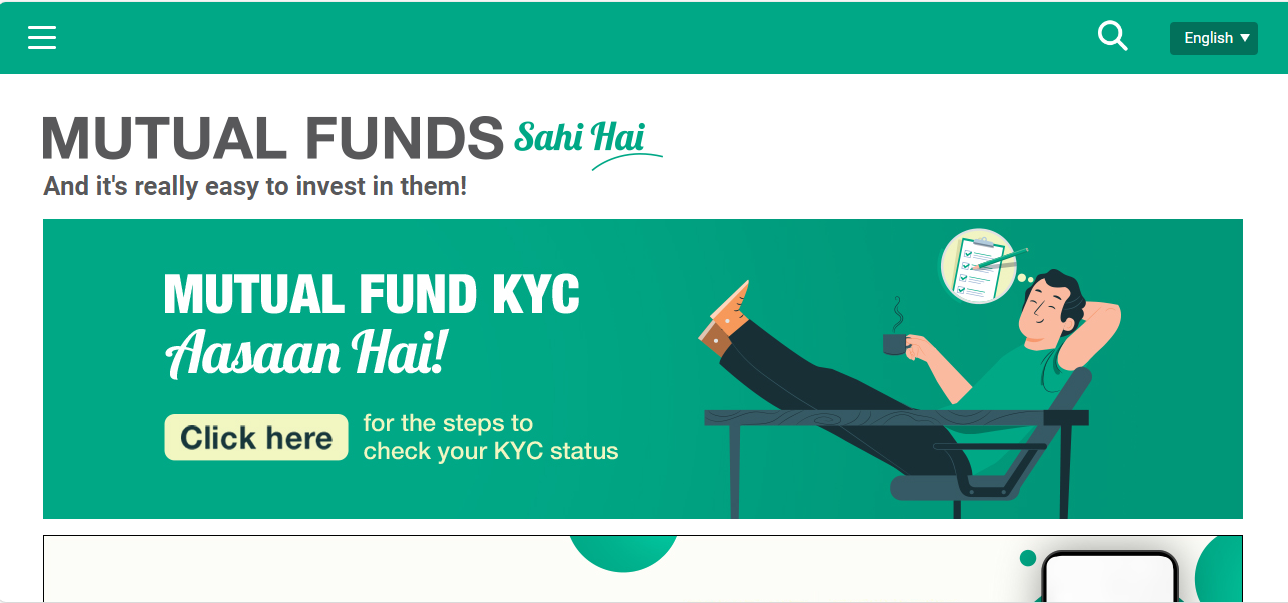 English
MUTUAL FUNDS Sahi Hai
And it's really easy to invest in them!
MUTUAL FUND KYC
Aasaan Hai!
Click here
for the steps to
check your KYC status